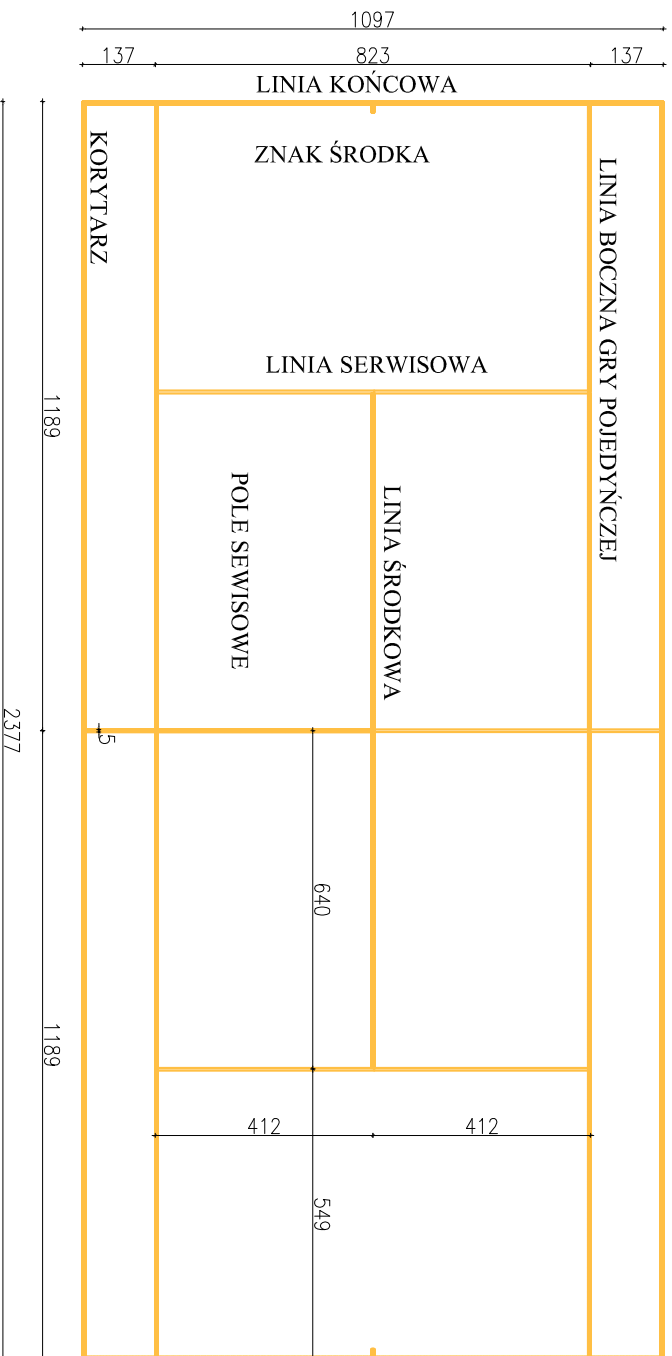 1097
137
823
137
LINIA KOŃCOWA
ZNAK ŚRODKA
KORYTARZ
LINIA BOCZNA GRY POJEDYŃCZEJ
LINIA SERWISOWA
1189
POLE SEWISOWE
LINIA ŚRODKOWA
2377
5
640
1189
412
412
549